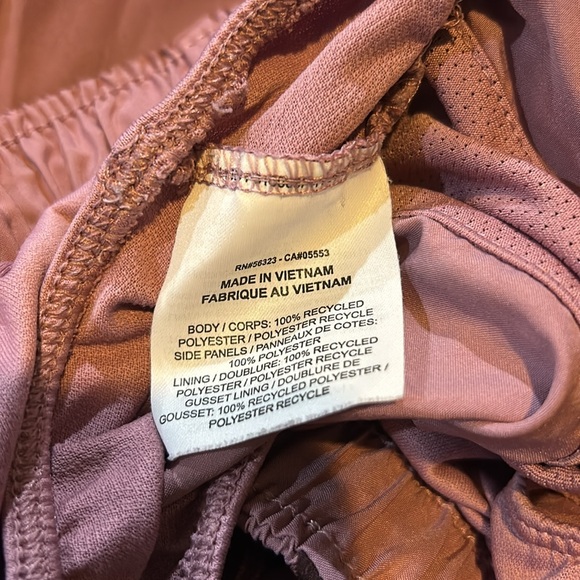 RN#56323 - CA#05553
MADE IN VIETNAM
FABRIQUE AU VIETNAM
BODY / CORPS: 100% RECYCLED
POLYESTER / POLYESTER RECYCLE
SIDE PANELS / PANNEAUX DE COTES:
100% POLYESTER
LINING / DOUBLURE: 100% RECYCLED
POLYESTER / POLYESTER RECYCLE
GUSSET LINING / DOUBLURE DE
GOUSSET: 100% RECYCLED POLYESTER /
POLYESTER RECYCLE